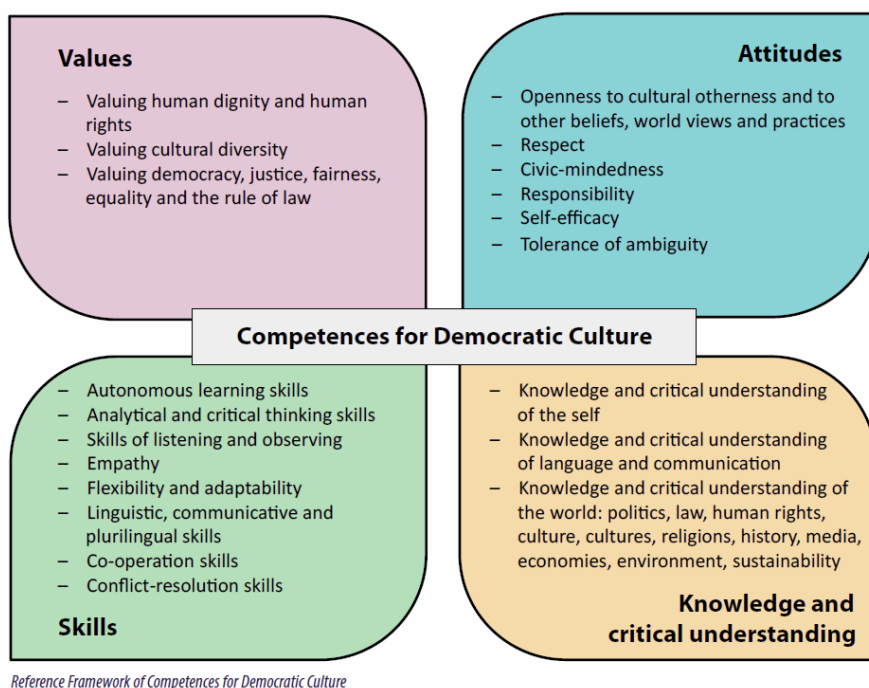 Values
– Valuing human dignity and human
rights
– Valuing cultural diversity
– Valuing democracy, justice, fairness,
equality and the rule of law
Attitudes
– Openness to cultural otherness and to
other beliefs, world views and practices
– Respect
– Civic-mindedness
– Responsibility
– Self-efficacy
– Tolerance of ambiguity
Competences for Democratic Culture
– Autonomous learning skills
– Analytical and critical thinking skills
– Skills of listening and observing
– Empathy
– Flexibility and adaptability
– Linguistic, communicative and
plurilingual skills
– Co-operation skills
– Conflict-resolution skills
Skills
– Knowledge and critical understanding
of the self
– Knowledge and critical understanding
of language and communication
– Knowledge and critical understanding of
the world: politics, law, human rights,
culture, cultures, religions, history, media,
economies, environment, sustainability
Knowledge and
critical understanding
Reference Framework of Competences for Democratic Culture